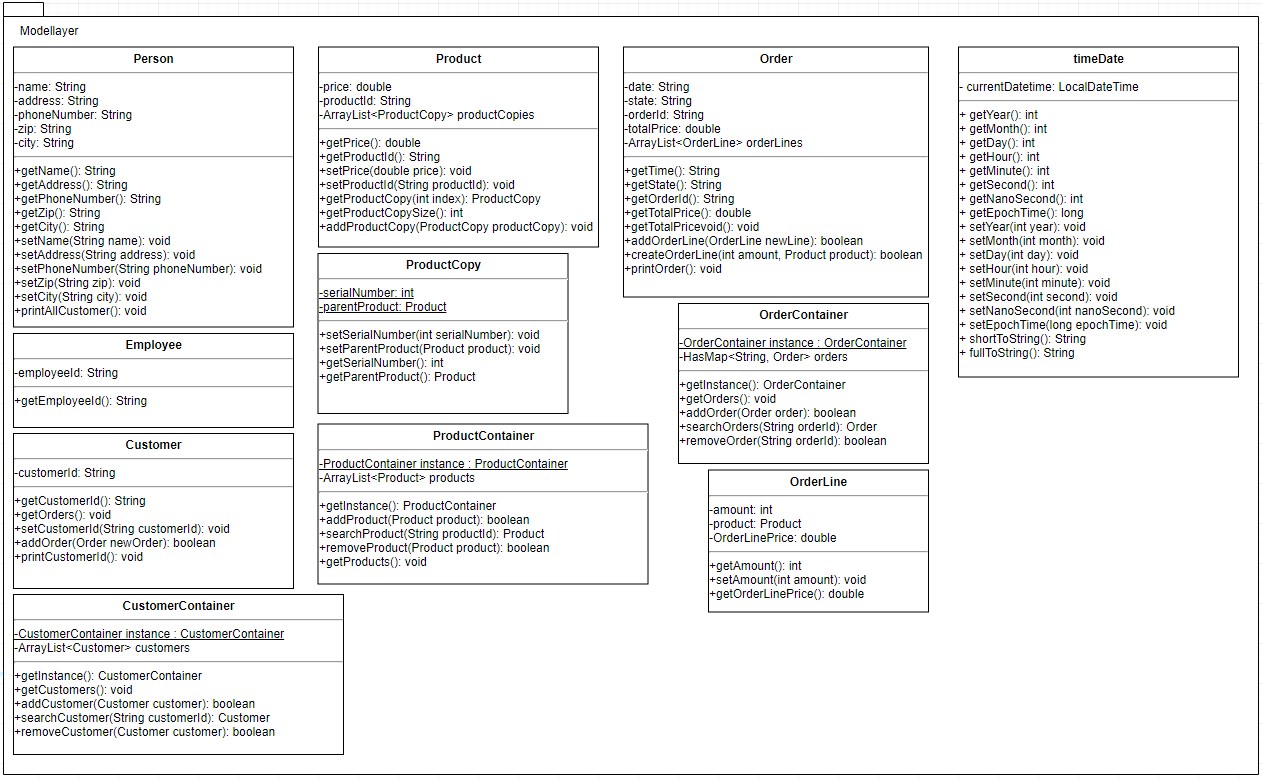 Modellayer
Person
-name: String
-address: String
-phoneNumber: String
-zip: String
-city: String
+getName(): String
+getAddress(): String
+getPhoneNumber(): String
+getZip(): String
+getCity(): String
+setName(String name): void
+setAddress(String address): void
+setPhoneNumber(String phoneNumber): void
+setZip(String zip): void
+setCity(String city): void
+printAllCustomer(): void
Employee
-employeeId: String
+getEmployeeId(): String
Customer
-customerId: String
+getCustomerId(): String
+getOrders(): void
+setCustomerId(String customerId): void
+addOrder(Order newOrder): boolean
+printCustomerId(): void
CustomerContainer
-CustomerContainer instance : CustomerContainer
-ArrayList<Customer> customers
+getInstance(): CustomerContainer
+getCustomers(): void
+addCustomer(Customer customer): boolean
+searchCustomer(String customerId): Customer
+removeCustomer(Customer customer): boolean
Product
-price: double
-productId: String
-ArrayList<ProductCopy> productCopies
+getPrice(): double
+getProductId(): String
+setPrice(double price): void
+setProductId(String productId): void
+getProductCopy(int index): ProductCopy
+getProductCopySize(): int
+addProductCopy(ProductCopy productCopy): void
ProductCopy
-serialNumber: int
-parentProduct: Product
+setSerialNumber(int serialNumber): void
+setParentProduct(Product product): void
+getSerialNumber(): int
+getParentProduct(): Product
ProductContainer
-ProductContainer instance : ProductContainer
-ArrayList<Product> products
+getInstance(): ProductContainer
+addProduct(Product product): boolean
+searchProduct(String productId): Product
+removeProduct(Product product): boolean
+getProducts(): void
Order
-date: String
-state: String
-orderId: String
-totalPrice: double
-ArrayList<OrderLine> orderLines
+getTime(): String
+getState(): String
+getOrderId(): String
+getTotalPrice(): double
+getTotalPricevoid(): void
+addOrderLine(OrderLine newLine): boolean
+createOrderLine(int amount, Product product): boolean
+printOrder(): void
OrderContainer
-OrderContainer instance : OrderContainer
-HasMap<String, Order> orders
+getInstance(): OrderContainer
+getOrders(): void
+addOrder(Order order): boolean
+searchOrders(String orderId): Order
+removeOrder(String orderId): boolean
OrderLine
-amount: int
-product: Product
-OrderLinePrice: double
+getAmount(): int
+setAmount(int amount): void
+getOrderLinePrice(): double
timeDate
- currentDatetime: LocalDateTime
+ getYear(): int
+ getMonth(): int
+ getDay(): int
+ getHour(): int
+ getMinute(): int
+ getSecond(): int
+ getNanoSecond(): int
+ getEpochTime(): long
+ setYear(int year): void
+ setMonth(int month): void
+ setDay(int day): void
+ setHour(int hour): void
+ setMinute(int minute): void
+ setSecond(int second): void
+ setNanoSecond(int nanoSecond): void
+ setEpochTime(long epochTime): void
+ shortToString(): String
+ fullToString(): String